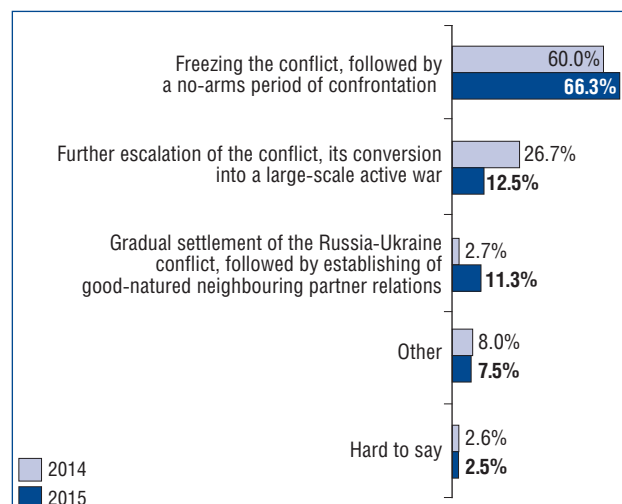 Freezing the conflict, followed by
a no-arms period of confrontation
60.0%
66.3%
Further escalation of the conflict, its conversion
into a large-scale active war
26.7%
12.5%
Gradual settlement of the Russia-Ukraine
conflict, followed by establishing of
good-natured neighbouring partner relations
2.7%
11.3%
Other
8.0%
7.5%
Hard to say
2.6%
2.5%
2014
2015